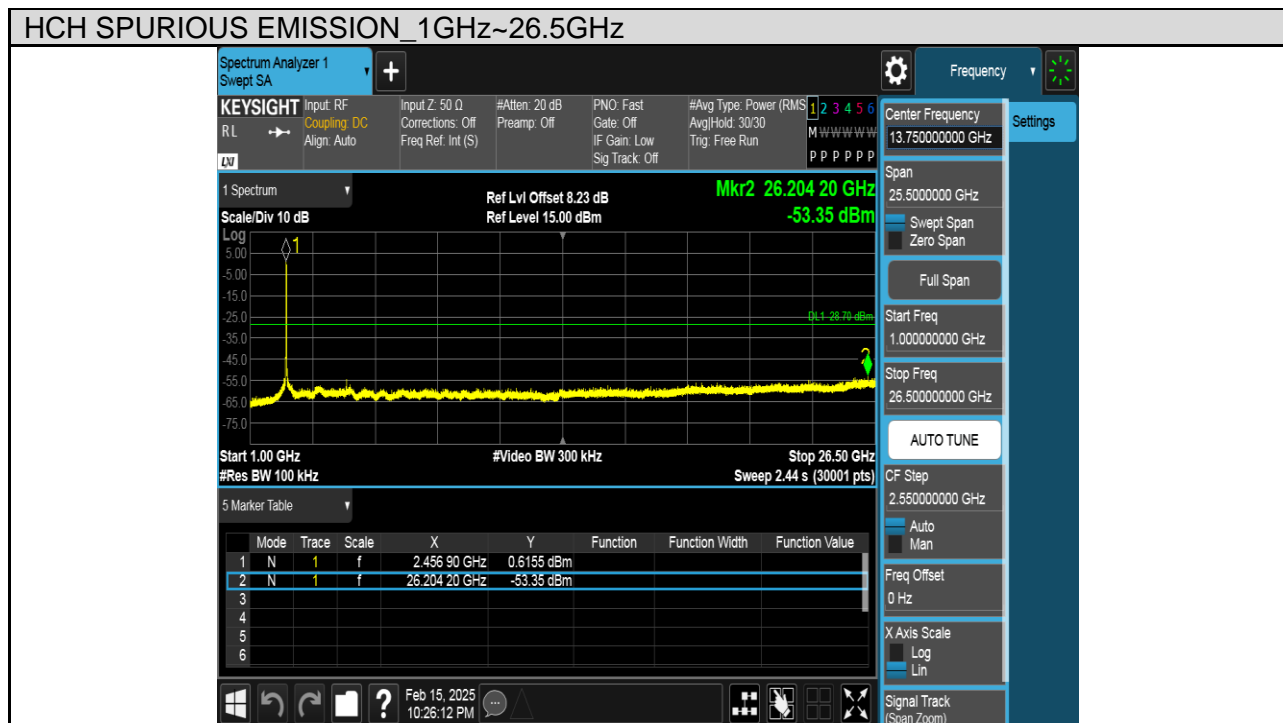 HCH SPURIOUS EMISSION_1GHz~26.5GHz
Spectrum Analyzer 1
Swept SA
+
Frequency
KEYSIGHT
RL
LXI
Input: RF
Coupling: DC
Align: Auto
Input Z: 50 Ω
Corrections: Off
Freq Ref: Int (S)
#Atten: 20 dB
Preamp: Off
PNO: Fast
Gate: Off
IF Gain: Low
Sig Track: Off
#Avg Type: Power (RMS
Avg|Hold: 30/30
Trig: Free Run
1 2 3 4 5 6
M W W W W W
P P P P P P
1 Spectrum
Scale/Div 10 dB
Ref Lvl Offset 8.23 dB
Ref Level 15.00 dBm
Mkr2 26.204 20 GHz
-53.35 dBm
Log
5.00
-5.00
-15.0
-25.0
-35.0
-45.0
-55.0
-65.0
-75.0
1
2
DL1 -28.70 dBm
Start 1.00 GHz
#Res BW 100 kHz
#Video BW 300 kHz
Stop 26.50 GHz
Sweep 2.44 s (30001 pts)
5 Marker Table
Mode Trace Scale X Y Function Function Width Function Value
1 N 1 f 2.456 90 GHz 0.6155 dBm
2 N 1 f 26.204 20 GHz -53.35 dBm
3
4
5
6
?
Feb 15, 2025
10:26:12 PM
Center Frequency
13.750000000 GHz
Settings
Span
25.5000000 GHz
Swept Span
Zero Span
Full Span
Start Freq
1.000000000 GHz
Stop Freq
26.500000000 GHz
AUTO TUNE
CF Step
2.550000000 GHz
Auto
Man
Freq Offset
0 Hz
X Axis Scale
Log
Lin
Signal Track
(Span Zoom)